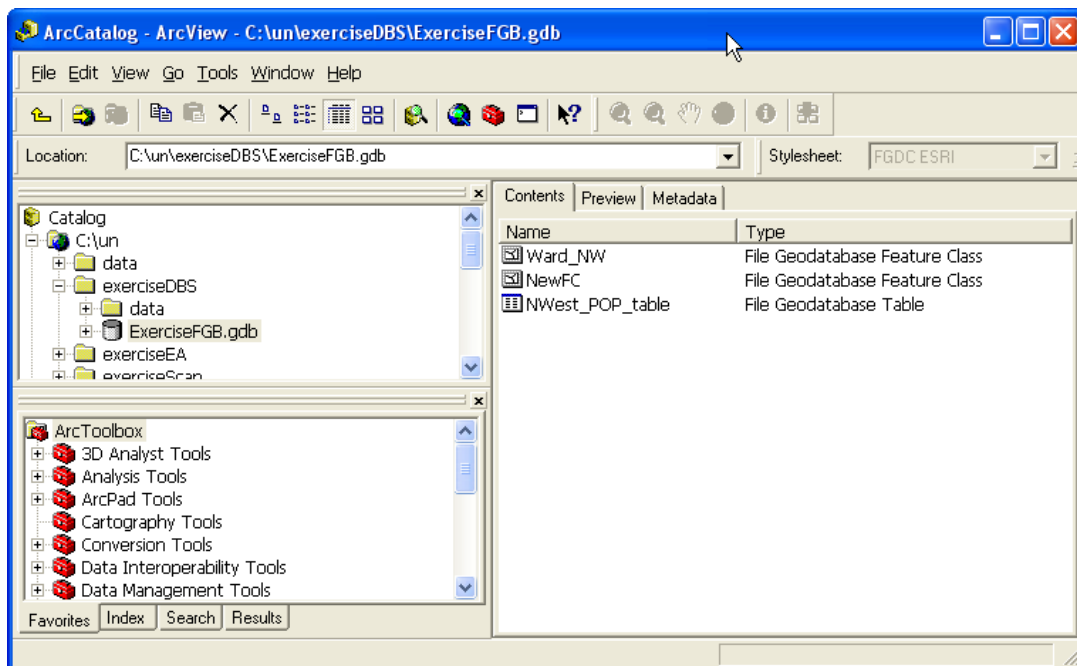 ArcCatalog - ArcView - C:\un\exerciseDBS\ExerciseFGB.gdb
File Edit View Go Tools Window Help
Location: C:\un\exerciseDBS\ExerciseFGB.gdb Stylesheet: FGDC ESRI
Catalog
C:\un
data
exerciseDBS
data
ExerciseFGB.gdb
exerciseEA
exerciseScan
ArcToolbox
3D Analyst Tools
Analysis Tools
ArcPad Tools
Cartography Tools
Conversion Tools
Data Interoperability Tools
Data Management Tools
Favorites Index Search Results
Contents Preview Metadata
Name Type
Ward_NW File Geodatabase Feature Class
NewFC File Geodatabase Feature Class
NWest_POP_table File Geodatabase Table